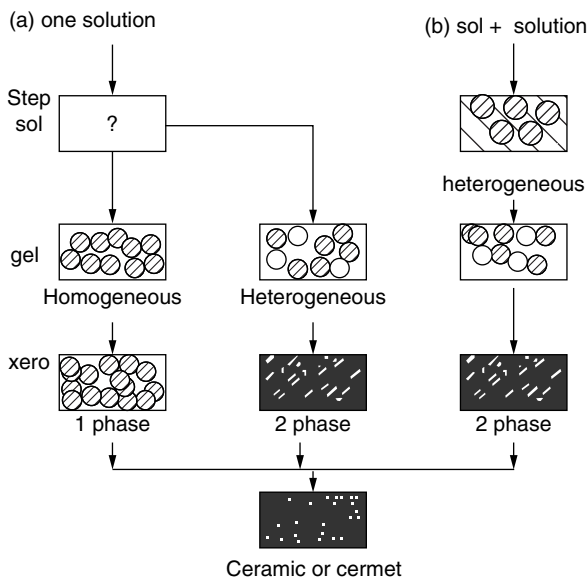 (a) one solution
(b) sol + solution
Step
sol
?
heterogeneous
gel
Homogeneous
Heterogeneous
xero
1 phase
2 phase
2 phase
Ceramic or cermet